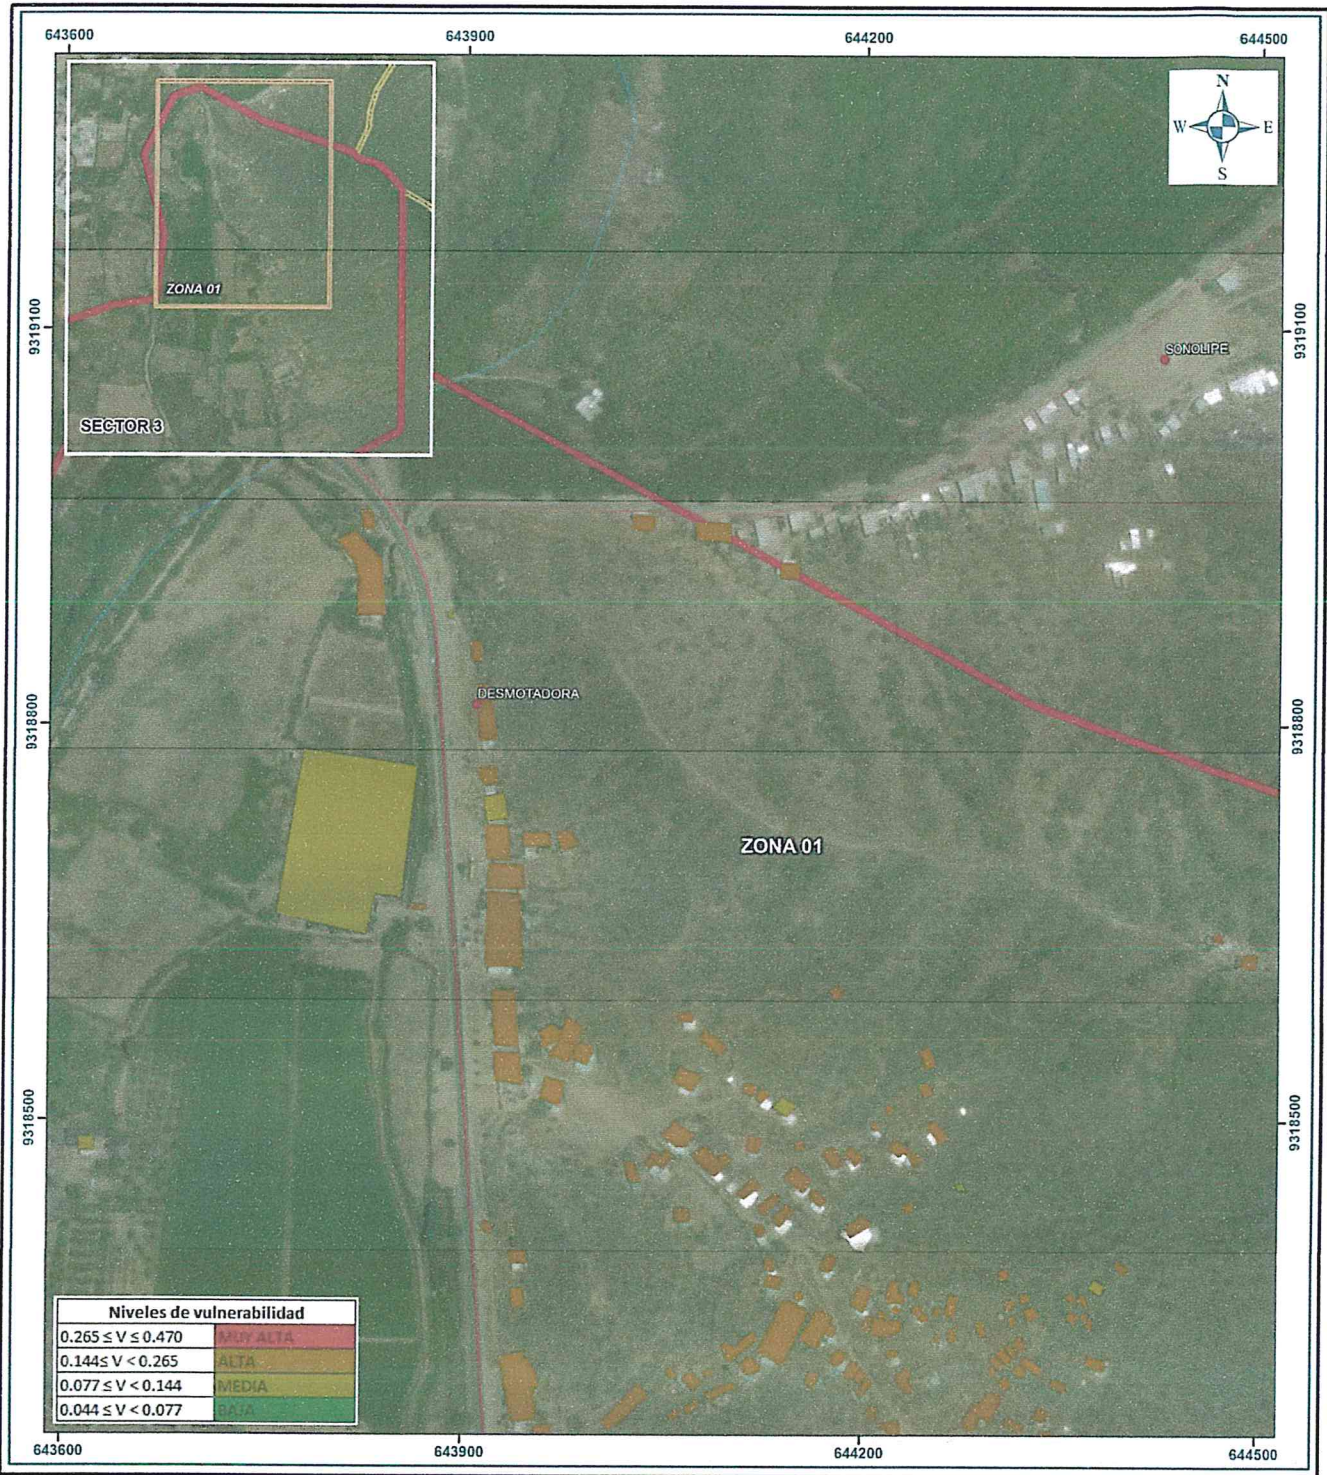 643600 643900 644200 644500
N
W E
S
ZONA 01
SECTOR 3
9319100
9319100
SONOLIPE
DESMOTADORA
9318800
9318800
ZONA 01
9318500
9318500
Niveles de vulnerabilidad
0.265 ≤ V ≤ 0.470 MUY ALTA
0.144≤ V < 0.265 ALTA
0.077 ≤ V < 0.144 MEDIA
0.044 ≤ V < 0.077 BAJA
643600 643900 644200 644500